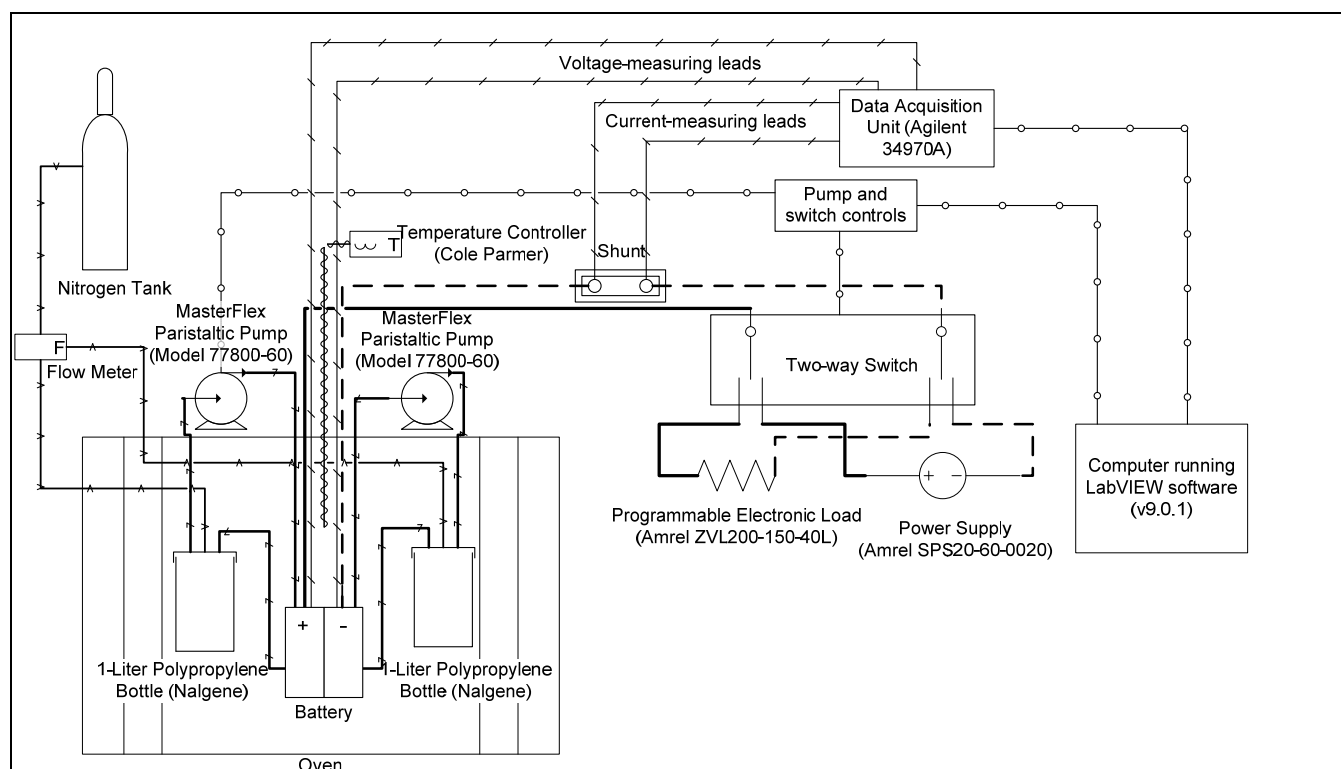 Voltage-measuring leads
Data Acquisition
Unit (Agilent
34970A)
Current-measuring leads
Pump and
switch controls
T
Temperature Controller
(Cole Parmer)
Shunt
Nitrogen Tank
MasterFlex
Paristaltic Pump
(Model 77800-60)
MasterFlex
Paristaltic Pump
(Model 77800-60)
F
Flow Meter
Two-way Switch
Computer running
LabVIEW software
(v9.0.1)
+ -
Programmable Electronic Load
(Amrel ZVL200-150-40L)
Power Supply
(Amrel SPS20-60-0020)
+ -
1-Liter Polypropylene
Bottle (Nalgene)
1-Liter Polypropylene
Bottle (Nalgene)
Battery
Oven